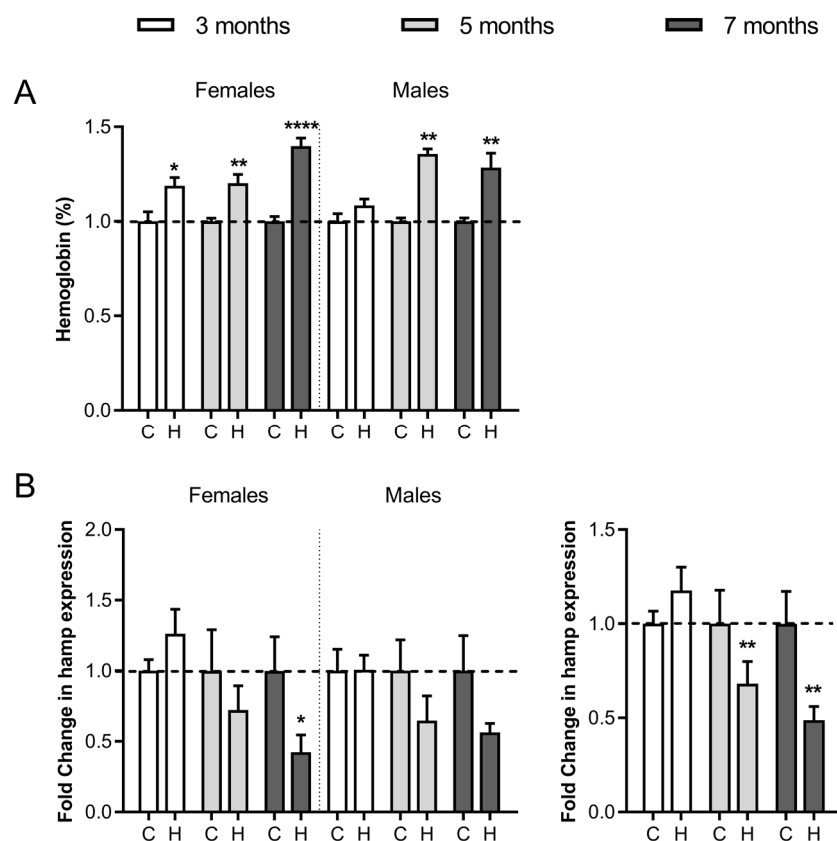 3 months 5 months 7 months
A
Females Males
Hemoglobin (%)
1.5
1.0
0.5
0.0
* ** **** ** **
C H C H C H C H C H C H
B
Females Males
Fold Change in hamp expression
2.0
1.5
1.0
0.5
0.0
*
C H C H C H C H C H C H
Fold Change in hamp expression
1.5
1.0
0.5
0.0
** **
C H C H C H